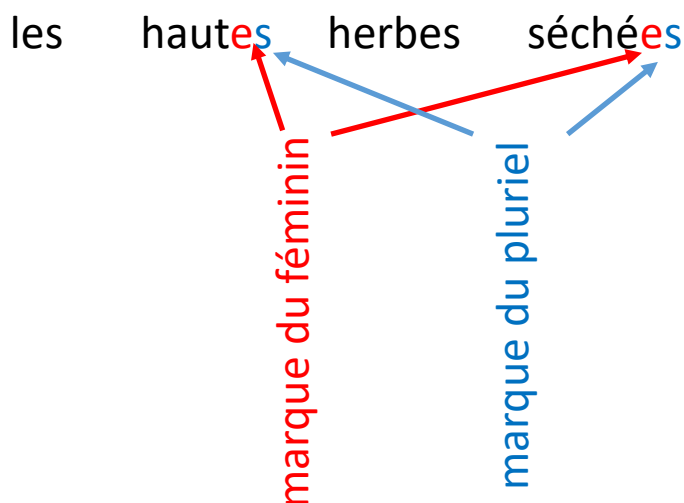 les hautes herbes séchées
marque du féminin
marque du pluriel